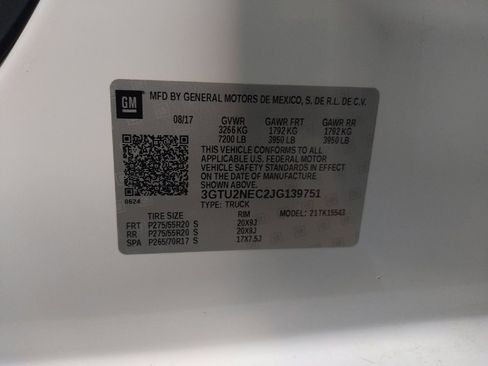 GM MFD BY GENERAL MOTORS DE MEXICO, S. DE R.L. DE C.V.
08/17 GVWR GAWR FRT GAWR RR
3266 KG 1792 KG 1792 KG
7200 LB 3950 LB 3950 LB
THIS VEHICLE CONFORMS TO ALL
APPLICABLE U.S. FEDERAL MOTOR
VEHICLE SAFETY STANDARDS IN EFFECT
ON THE DATE OF MANUFACTURE
SHOWN ABOVE.
3GTU2NEC2JG139751
0624 TYPE: TRUCK
TIRE SIZE RIM MODEL: 21TK15543
FRT P275/55R20 S 20X9J
RR P275/55R20 S 20X9J
SPA P265/70R17 S 17X7.5J